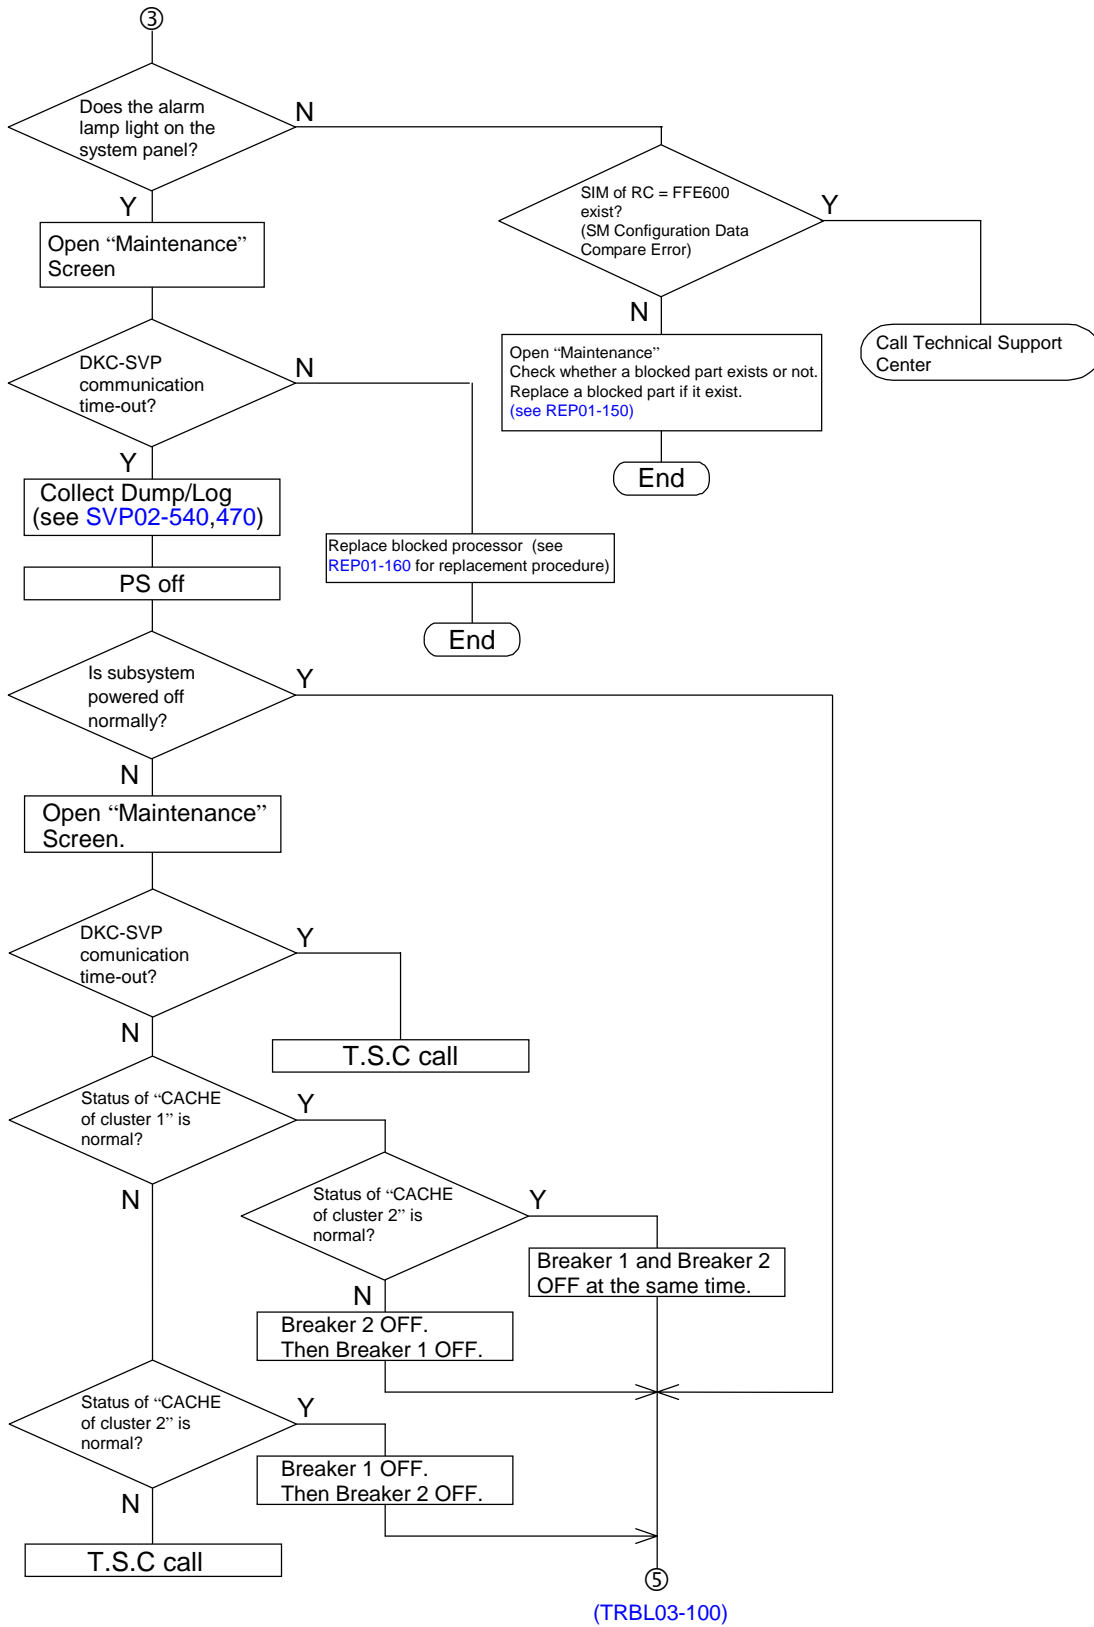 ③
Does the alarm
lamp light on the
system panel?
N
Y
SIM of RC = FFE600
exist?
(SM Configuration Data
Compare Error)
Y
N
Open “Maintenance”
Screen
Call Technical Support
Center
Open “Maintenance”
Check whether a blocked part exists or not.
Replace a blocked part if it exist.
(see REP01-150)
End
DKC-SVP
communication
time-out?
N
Y
Collect Dump/Log
(see SVP02-540,470)
Replace blocked processor (see
REP01-160 for replacement procedure)
End
PS off
Is subsystem
powered off
normally?
Y
N
Open “Maintenance”
Screen.
DKC-SVP
comunication
time-out?
Y
N
T.S.C call
Status of “CACHE
of cluster 1” is
normal?
Y
N
Status of “CACHE
of cluster 2” is
normal?
Y
N
Breaker 1 and Breaker 2
OFF at the same time.
Breaker 2 OFF.
Then Breaker 1 OFF.
Status of “CACHE
of cluster 2” is
normal?
Y
N
Breaker 1 OFF.
Then Breaker 2 OFF.
T.S.C call
⑤
(TRBL03-100)